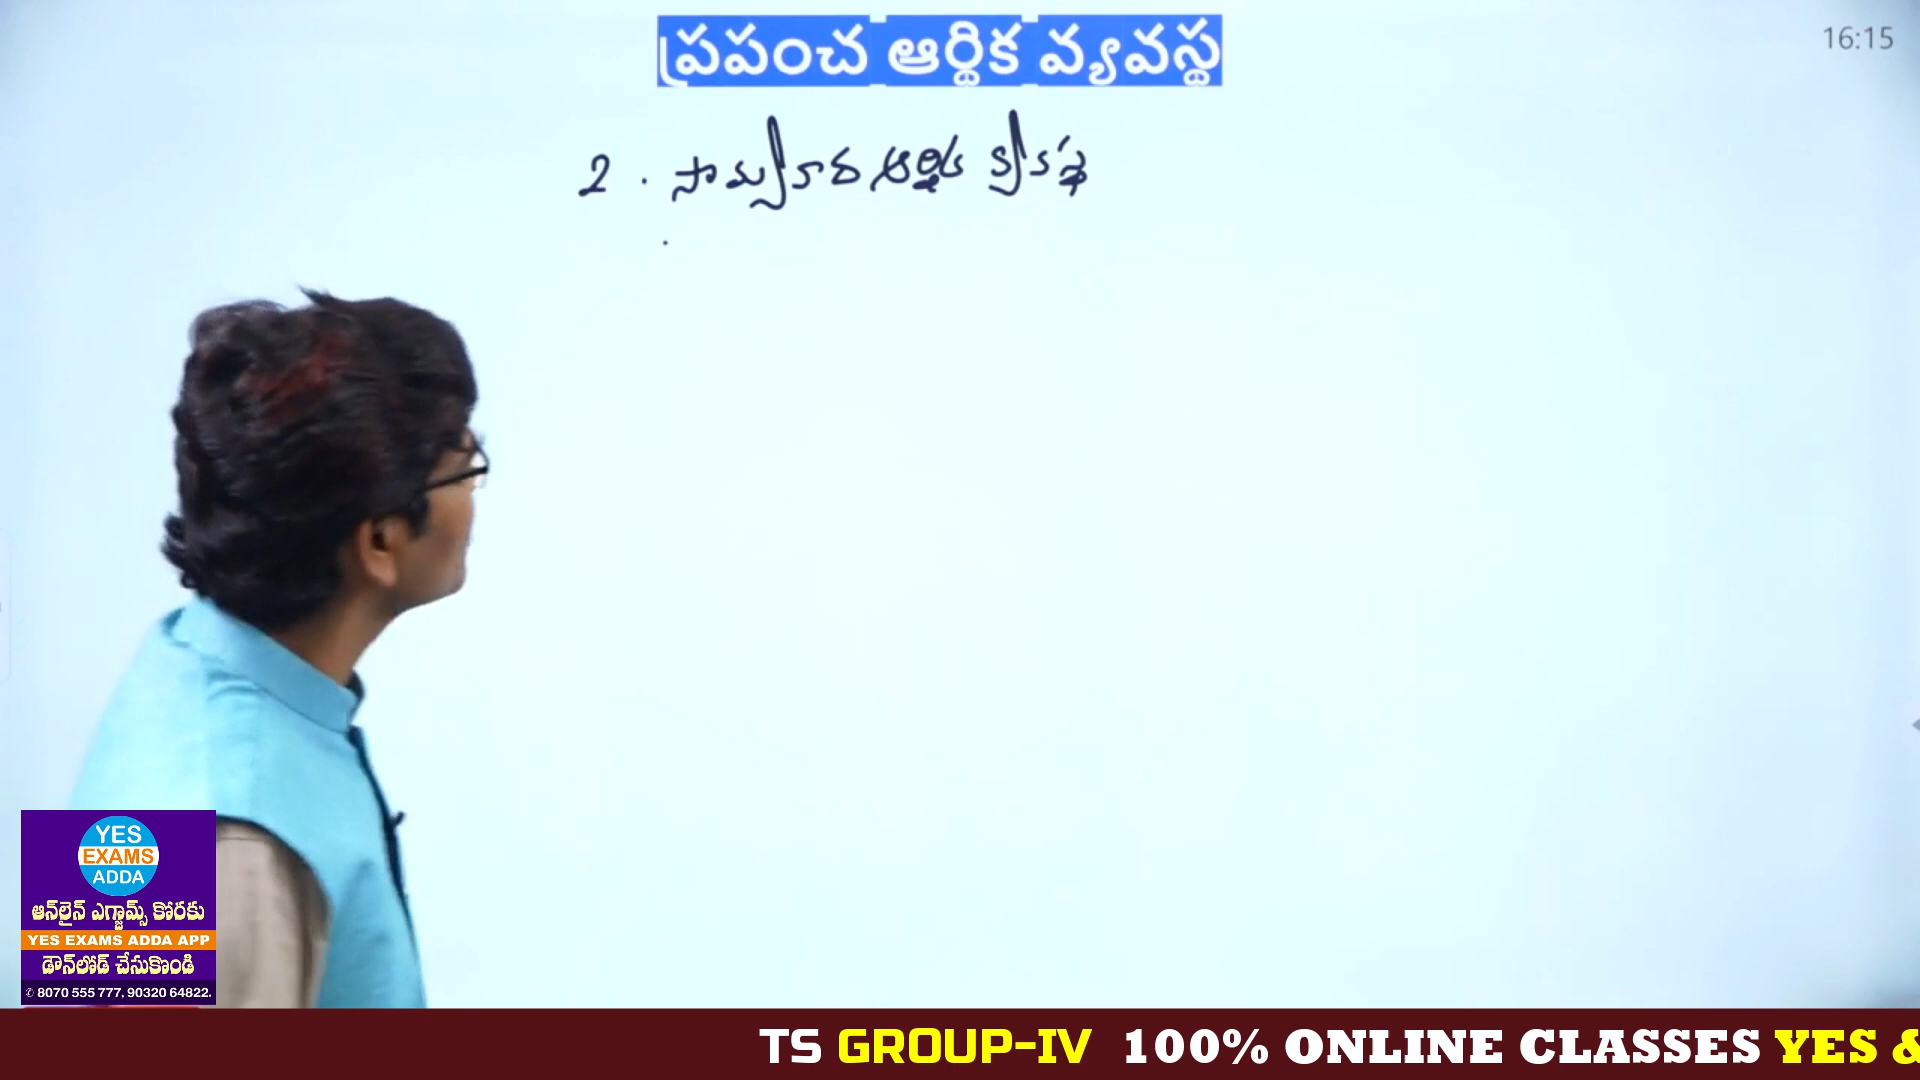 ప్రపంచ ఆర్థిక వ్యవస్థ
16:15
2. సామ్యవాద ఆర్థిక వ్యవస్థ
YES
EXAMS
ADDA
ఆన్‌లైన్ ఎగ్జామ్స్ కోరకు
YES EXAMS ADDA APP
డౌన్‌లోడ్ చేసుకొండి
✆ 8070 555 777, 90320 64822.
TS GROUP-IV 100% ONLINE CLASSES YES &